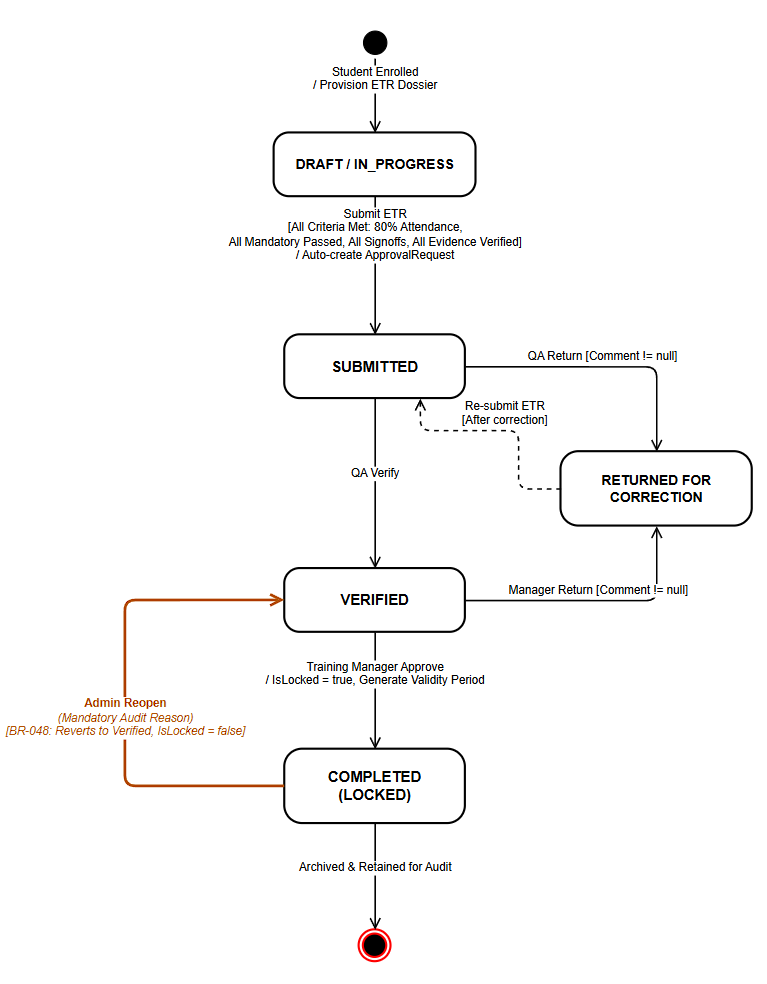 Student Enrolled
/ Provision ETR Dossier
DRAFT / IN_PROGRESS
Submit ETR
[All Criteria Met: 80% Attendance,
All Mandatory Passed, All Signoffs, All Evidence Verified]
/ Auto-create ApprovalRequest
SUBMITTED
QA Return [Comment != null]
Re-submit ETR
[After correction]
RETURNED FOR
CORRECTION
QA Verify
VERIFIED
Manager Return [Comment != null]
Training Manager Approve
/ IsLocked = true, Generate Validity Period
Admin Reopen
(Mandatory Audit Reason)
[BR-048: Reverts to Verified, IsLocked = false]
COMPLETED
(LOCKED)
Archived & Retained for Audit